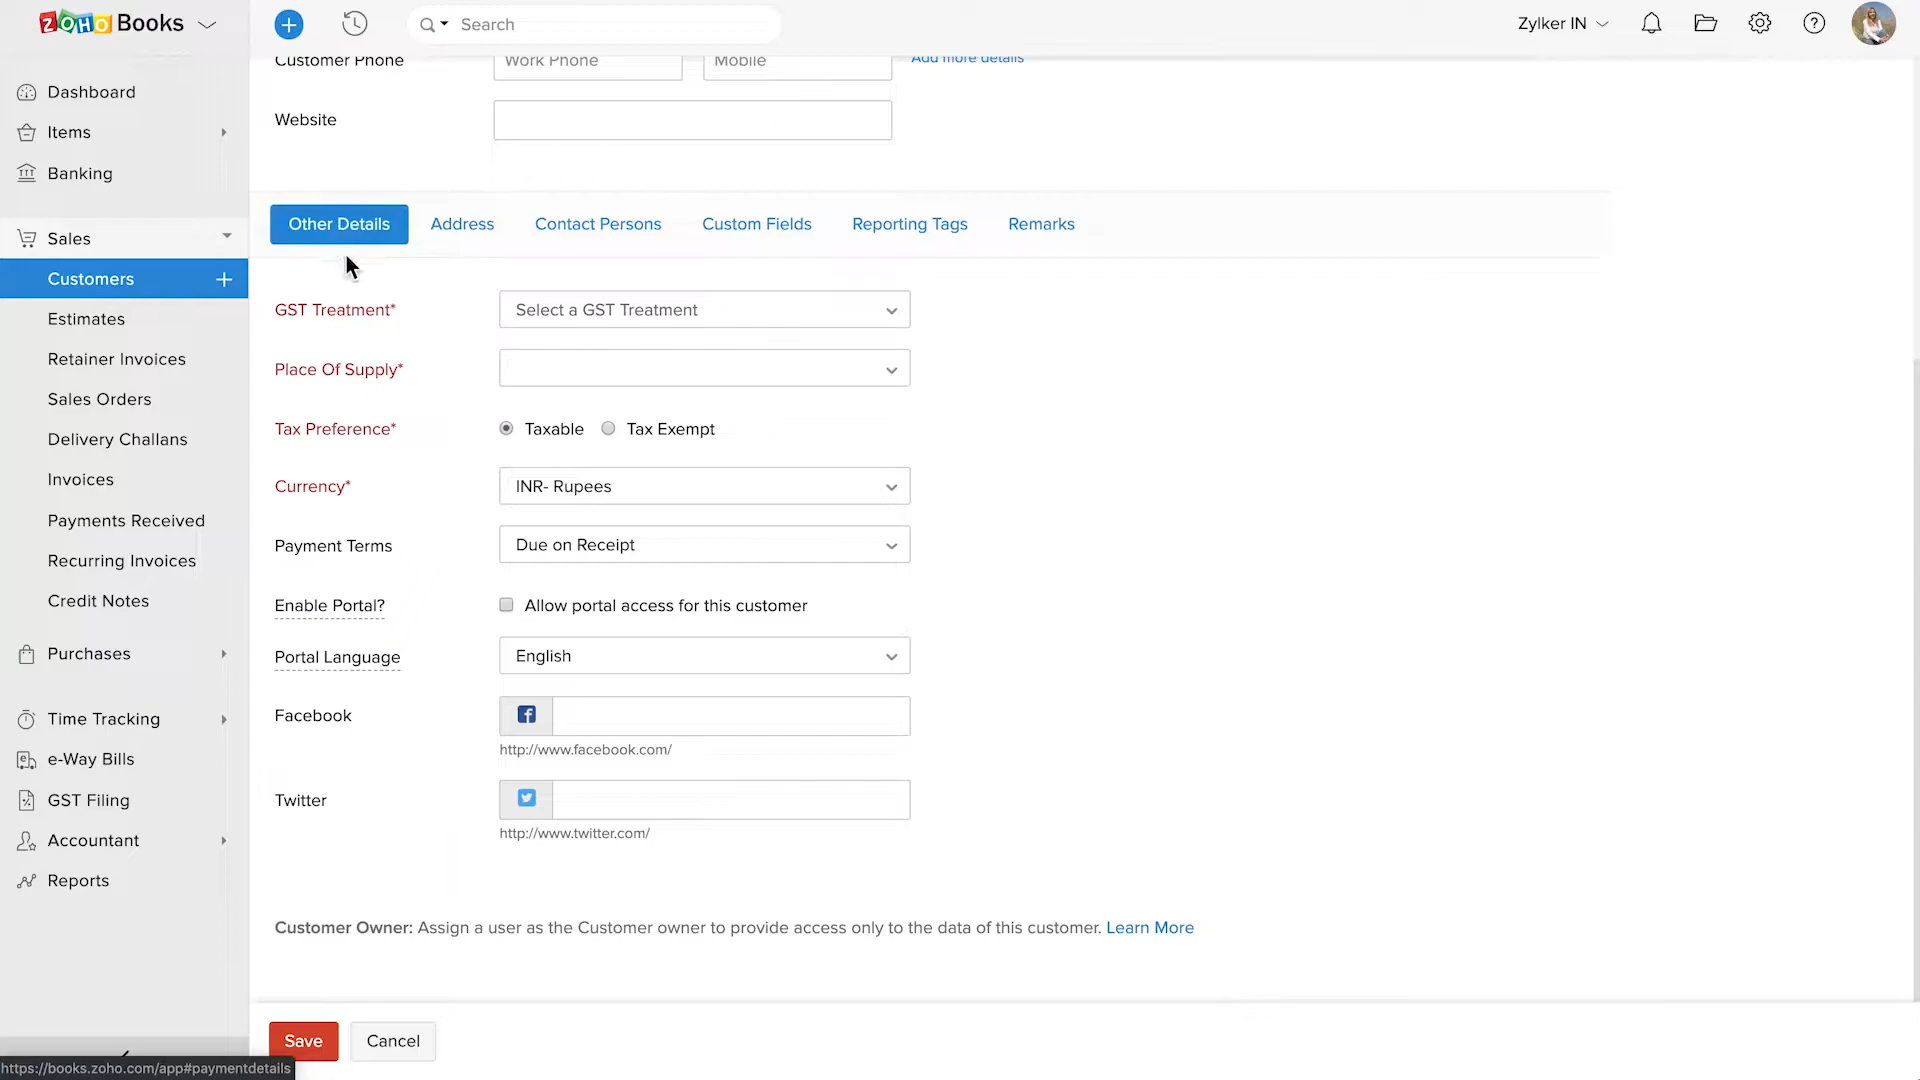 ZOHO Books
Search
Zylker IN
Customer Phone
Work Phone
Mobile
Add more details
Website
Dashboard
Items
Banking
Sales
Customers
Estimates
Retainer Invoices
Sales Orders
Delivery Challans
Invoices
Payments Received
Recurring Invoices
Credit Notes
Purchases
Time Tracking
e-Way Bills
GST Filing
Accountant
Reports
Other Details
Address
Contact Persons
Custom Fields
Reporting Tags
Remarks
GST Treatment*
Select a GST Treatment
Place Of Supply*
Tax Preference*
Taxable
Tax Exempt
Currency*
INR- Rupees
Payment Terms
Due on Receipt
Enable Portal?
Allow portal access for this customer
Portal Language
English
Facebook
http://www.facebook.com/
Twitter
http://www.twitter.com/
Customer Owner: Assign a user as the Customer owner to provide access only to the data of this customer. Learn More
Save
Cancel
https://books.zoho.com/app#paymentdetails